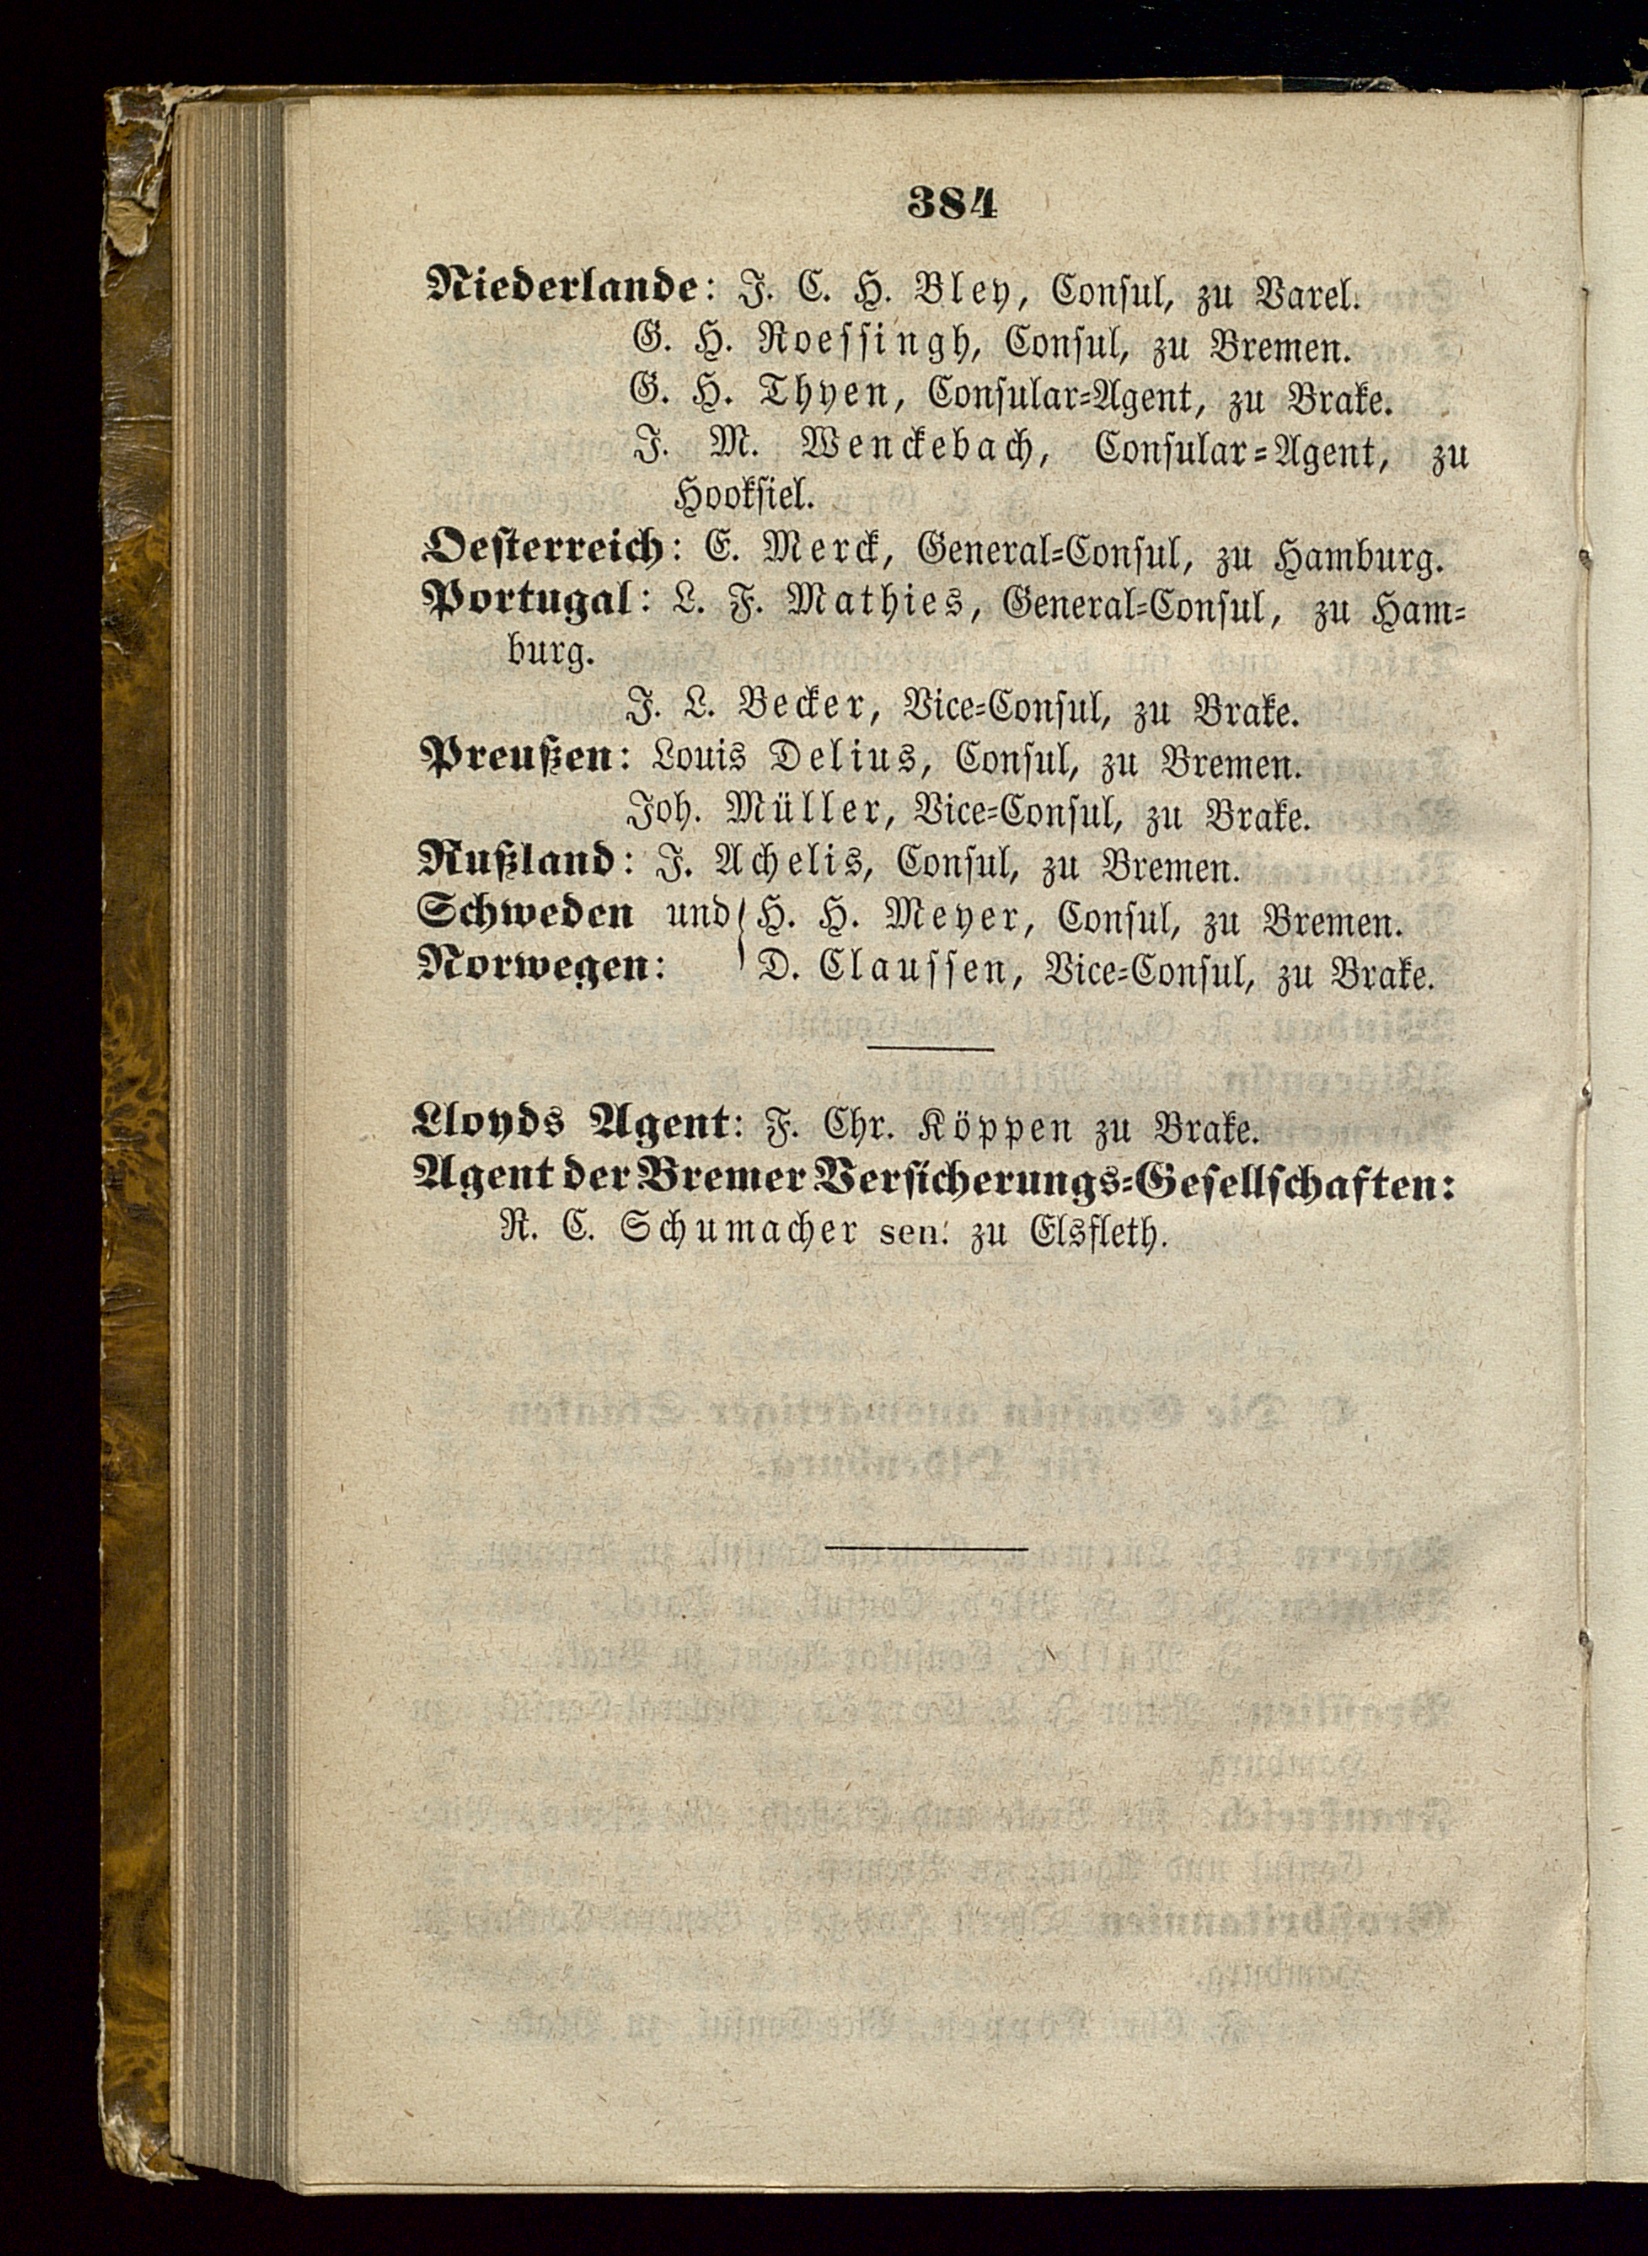 384
Niederlande: J. C. H. Bley, Consul, zu Varel.
G. H. Roessingh, Consul, zu Bremen.
G. H. Thyen, Consular-Agent, zu Brake.
J. M. Wenckebach, Consular-Agent, zu
Hooksiel.
Oesterreich: E. Merck, General-Consul, zu Hamburg.
Portugal: L. F. Mathies, General-Consul, zu Ham-
burg.
J. L. Becker, Vice-Consul, zu Brake.
Preußen: Louis Delius, Consul, zu Bremen.
Joh. Müller, Vice-Consul, zu Brake.
Rußland: J. Achelis, Consul, zu Bremen.
Schweden und H. H. Meyer, Consul, zu Bremen.
Norwegen: D. Claussen, Vice-Consul, zu Brake.
Lloyds Agent: F. Chr. Köppen zu Brake.
Agent der Bremer Versicherungs-Gesellschaften:
R. C. Schumacher sen. zu Elsfleth.